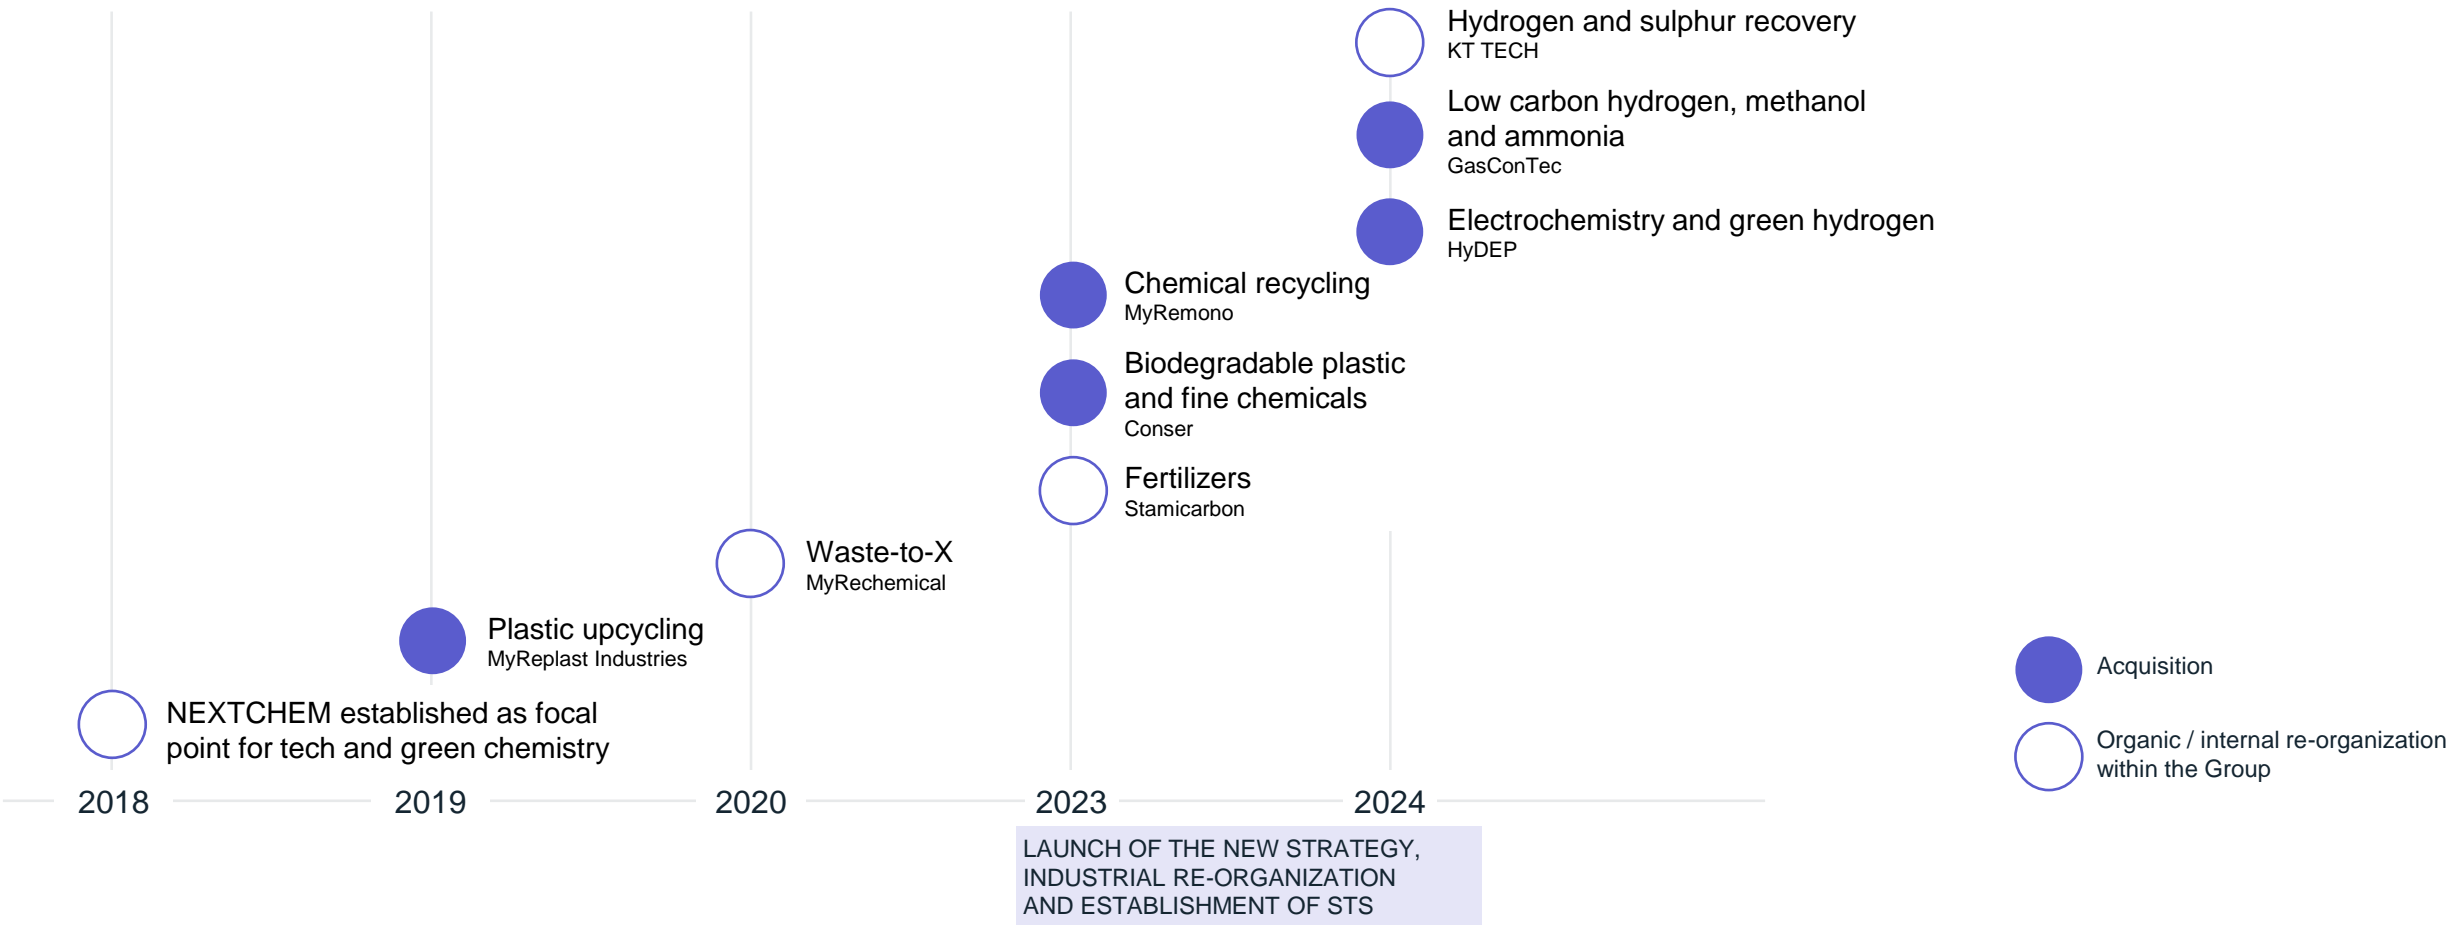 Hydrogen and sulphur recovery
KT TECH
Low carbon hydrogen, methanol
and ammonia
GasConTec
Electrochemistry and green hydrogen
HyDEP
Chemical recycling
MyRemono
Biodegradable plastic
and fine chemicals
Conser
Fertilizers
Stamicarbon
Waste-to-X
MyRechemical
Plastic upcycling
MyReplast Industries
NEXTCHEM established as focal
point for tech and green chemistry
Acquisition
Organic / internal re-organization
within the Group
2018
2019
2020
2023
2024
LAUNCH OF THE NEW STRATEGY,
INDUSTRIAL RE-ORGANIZATION
AND ESTABLISHMENT OF STS